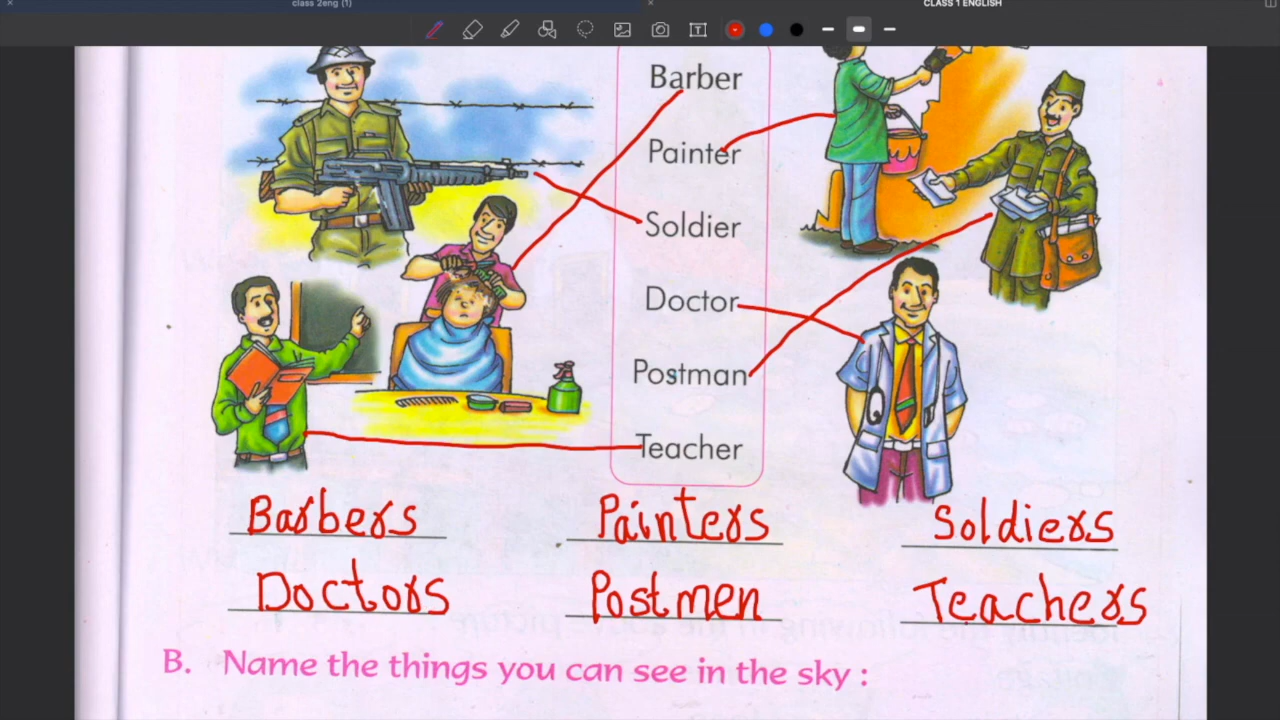 class 2eng (1)
CLASS 1 ENGLISH
T
Barber
Painter
Soldier
Doctor
Postman
Teacher
Barbers Painters Soldiers
Doctors Postmen Teachers
B. Name the things you can see in the sky :